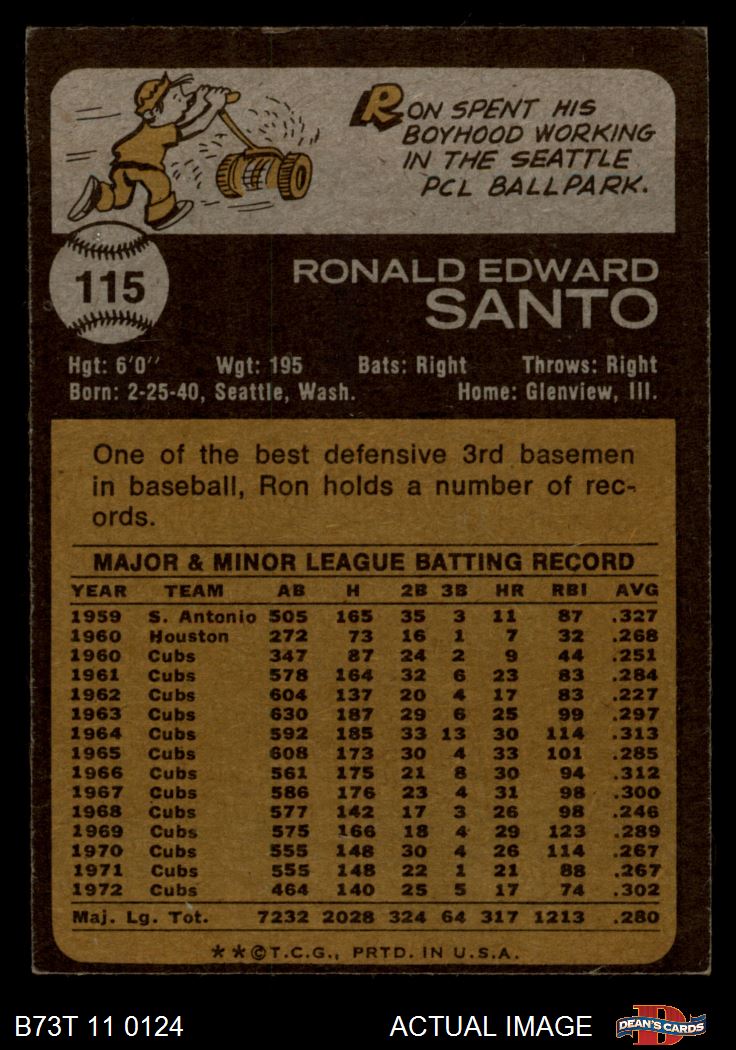 RON SPENT HIS
BOYHOOD WORKING
IN THE SEATTLE
PCL BALLPARK.
115
RONALD EDWARD
SANTO
Hgt: 6'0'' Wgt: 195 Bats: Right Throws: Right
Born: 2-25-40, Seattle, Wash. Home: Glenview, Ill.
One of the best defensive 3rd basemen
in baseball, Ron holds a number of rec-
ords.
MAJOR & MINOR LEAGUE BATTING RECORD
YEAR TEAM AB H 2B 3B HR RBI AVG
1959 S. Antonio 505 165 35 3 11 87 .327
1960 Houston 272 73 16 1 7 32 .268
1960 Cubs 347 87 24 2 9 44 .251
1961 Cubs 578 164 32 6 23 83 .284
1962 Cubs 604 137 20 4 17 83 .227
1963 Cubs 630 187 29 6 25 99 .297
1964 Cubs 592 185 33 13 30 114 .313
1965 Cubs 608 173 30 4 33 101 .285
1966 Cubs 561 175 21 8 30 94 .312
1967 Cubs 586 176 23 4 31 98 .300
1968 Cubs 577 142 17 3 26 98 .246
1969 Cubs 575 166 18 4 29 123 .289
1970 Cubs 555 148 30 4 26 114 .267
1971 Cubs 555 148 22 1 21 88 .267
1972 Cubs 464 140 25 5 17 74 .302
Maj. Lg. Tot. 7232 2028 324 64 317 1213 .280
**©T.C.G., PRTD. IN U.S.A.
B73T 11 0124 ACTUAL IMAGE DEAN'S CARDS